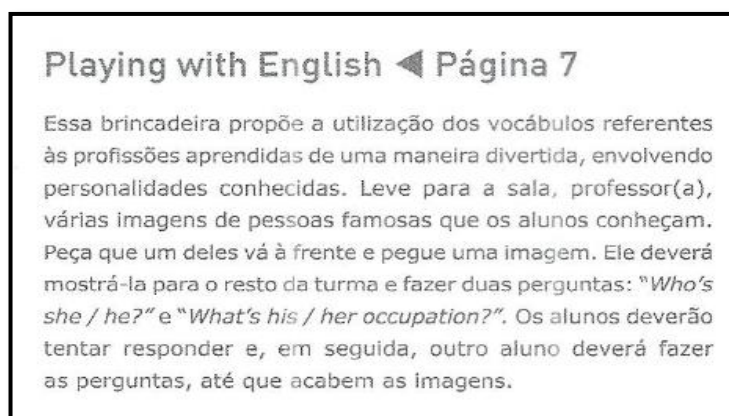 Playing with English ◄ Página 7
Essa brincadeira propõe a utilização dos vocábulos referentes
às profissões aprendidas de uma maneira divertida, envolvendo
personalidades conhecidas. Leve para a sala, professor(a),
várias imagens de pessoas famosas que os alunos conheçam.
Peça que um deles vá à frente e pegue uma imagem. Ele deverá
mostrá-la para o resto da turma e fazer duas perguntas: "Who's
she / he?" e "What's his / her occupation?". Os alunos deverão
tentar responder e, em seguida, outro aluno deverá fazer
as perguntas, até que acabem as imagens.